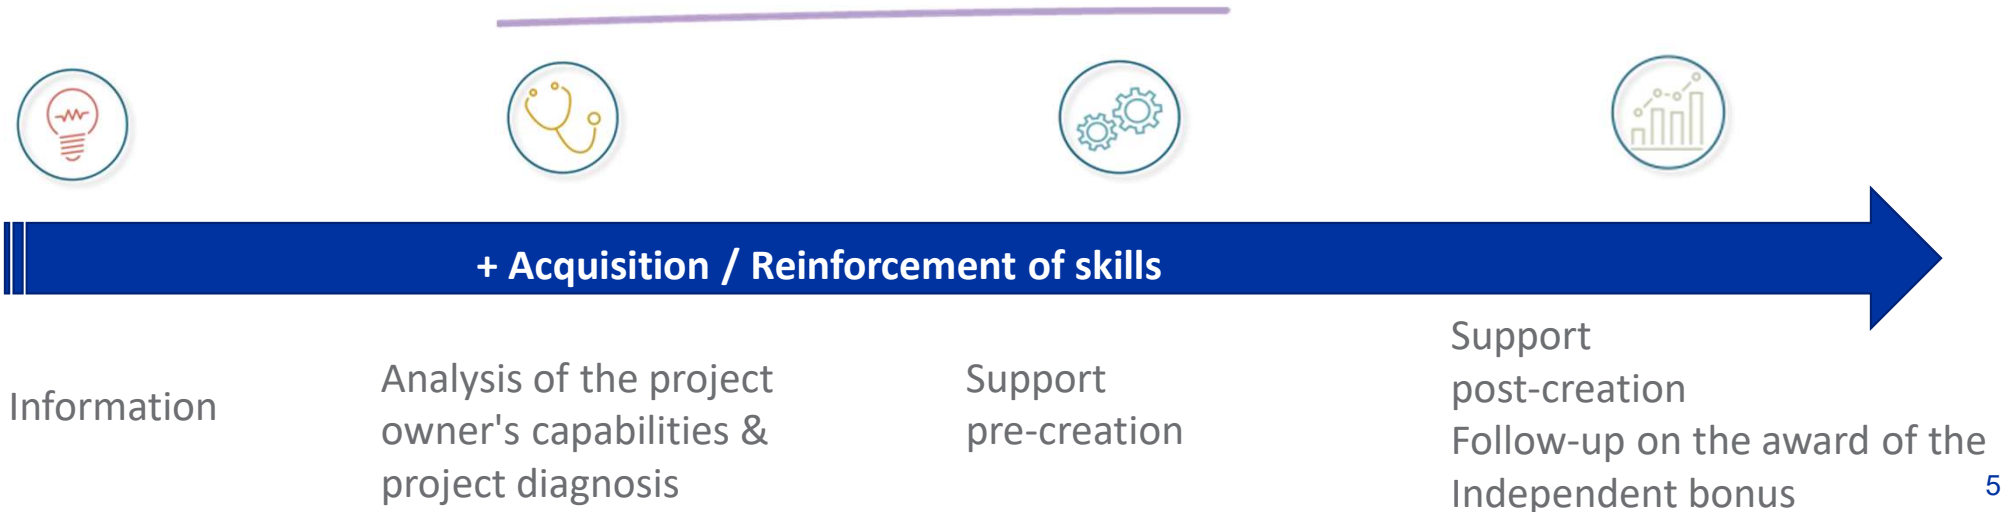 + Acquisition / Reinforcement of skills
Information
Analysis of the project
owner's capabilities &
project diagnosis
Support
pre-creation
Support
post-creation
Follow-up on the award of the
Independent bonus
5